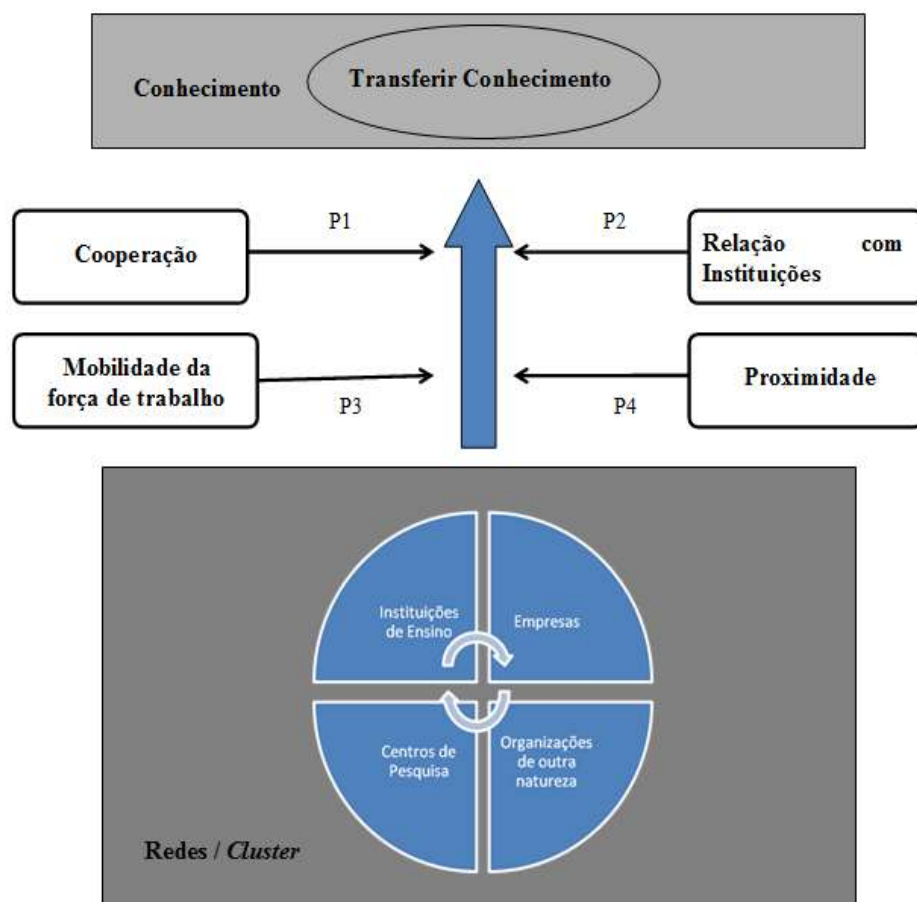 Transferir Conhecimento
Conhecimento
P1
P2
Cooperação
Relação com
Instituições
Mobilidade da
força de trabalho
Proximidade
P3
P4
Instituições
de Ensino
Empresas
Centros de
Pesquisa
Organizações
de outra
natureza
Redes / Cluster